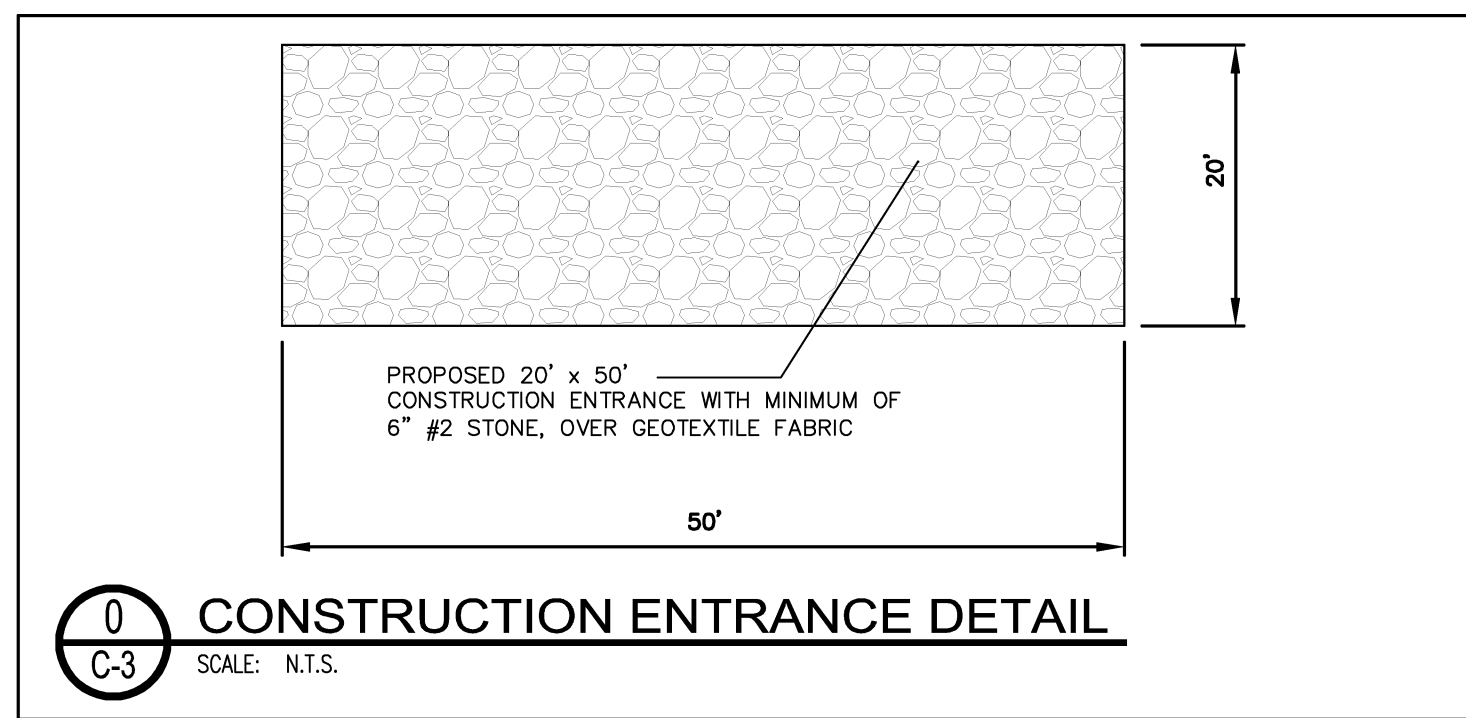 20'
PROPOSED 20' x 50'
CONSTRUCTION ENTRANCE WITH MINIMUM OF
6" #2 STONE, OVER GEOTEXTILE FABRIC
50'
0
CONSTRUCTION ENTRANCE DETAIL
C-3
SCALE: N.T.S.